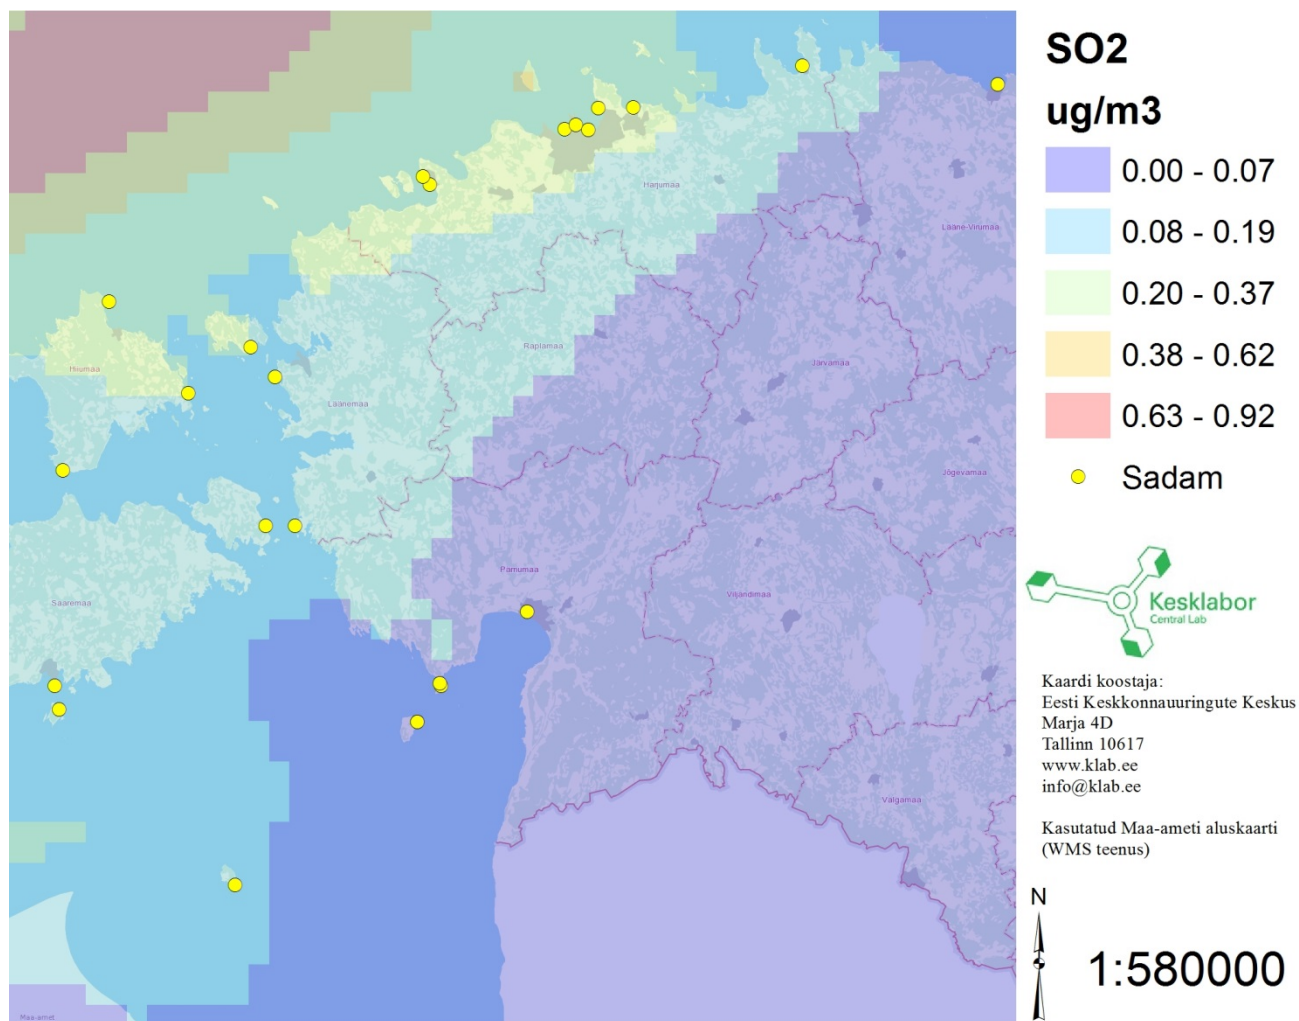 SO2
ug/m3
0.00 - 0.07
0.08 - 0.19
0.20 - 0.37
0.38 - 0.62
0.63 - 0.92
Sadam
Kesklabor
Central Lab
Kaardi koostaja:
Eesti Keskkonnauuringute Keskus
Marja 4D
Tallinn 10617
www.klab.ee
info@klab.ee
Kasutatud Maa-ameti aluskaarti
(WMS teenus)
N
1:580000
Harjumaa
Lääne-Virumaa
Raplamaa
Järvamaa
Hiiumaa
Läänemaa
Jõgevamaa
Pärnumaa
Viljandimaa
Saaremaa
Valgamaa
Maa-amet